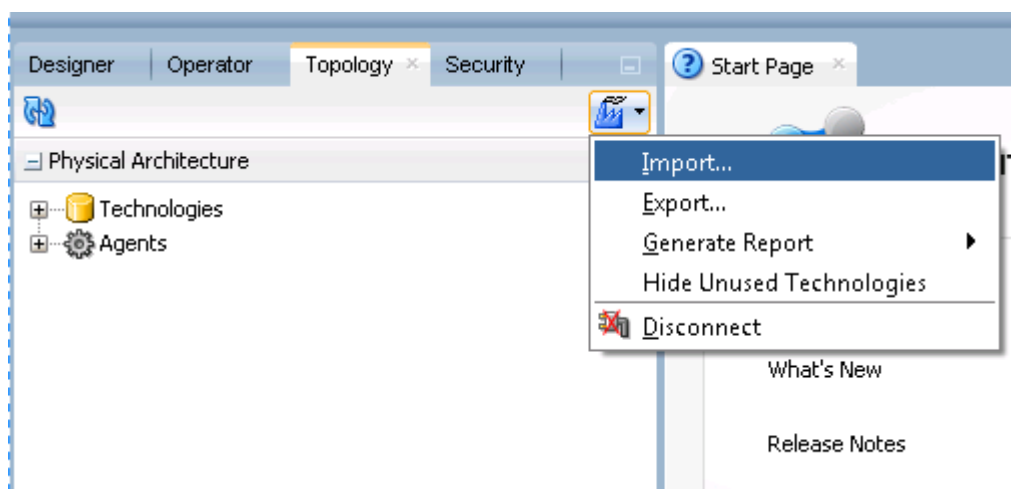 Designer Operator Topology Security Start Page
Physical Architecture
Technologies
Agents
Import...
Export...
Generate Report
Hide Unused Technologies
Disconnect
What's New
Release Notes